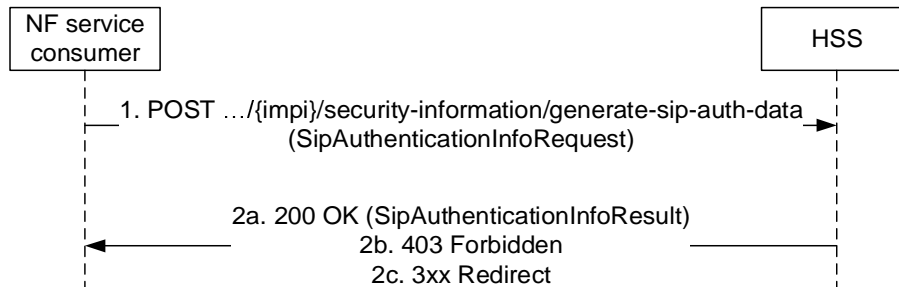 NF service
consumer
HSS
1. POST …/{impi}/security-information/generate-sip-auth-data
(SipAuthenticationInfoRequest)
2a. 200 OK (SipAuthenticationInfoResult)
2b. 403 Forbidden
2c. 3xx Redirect